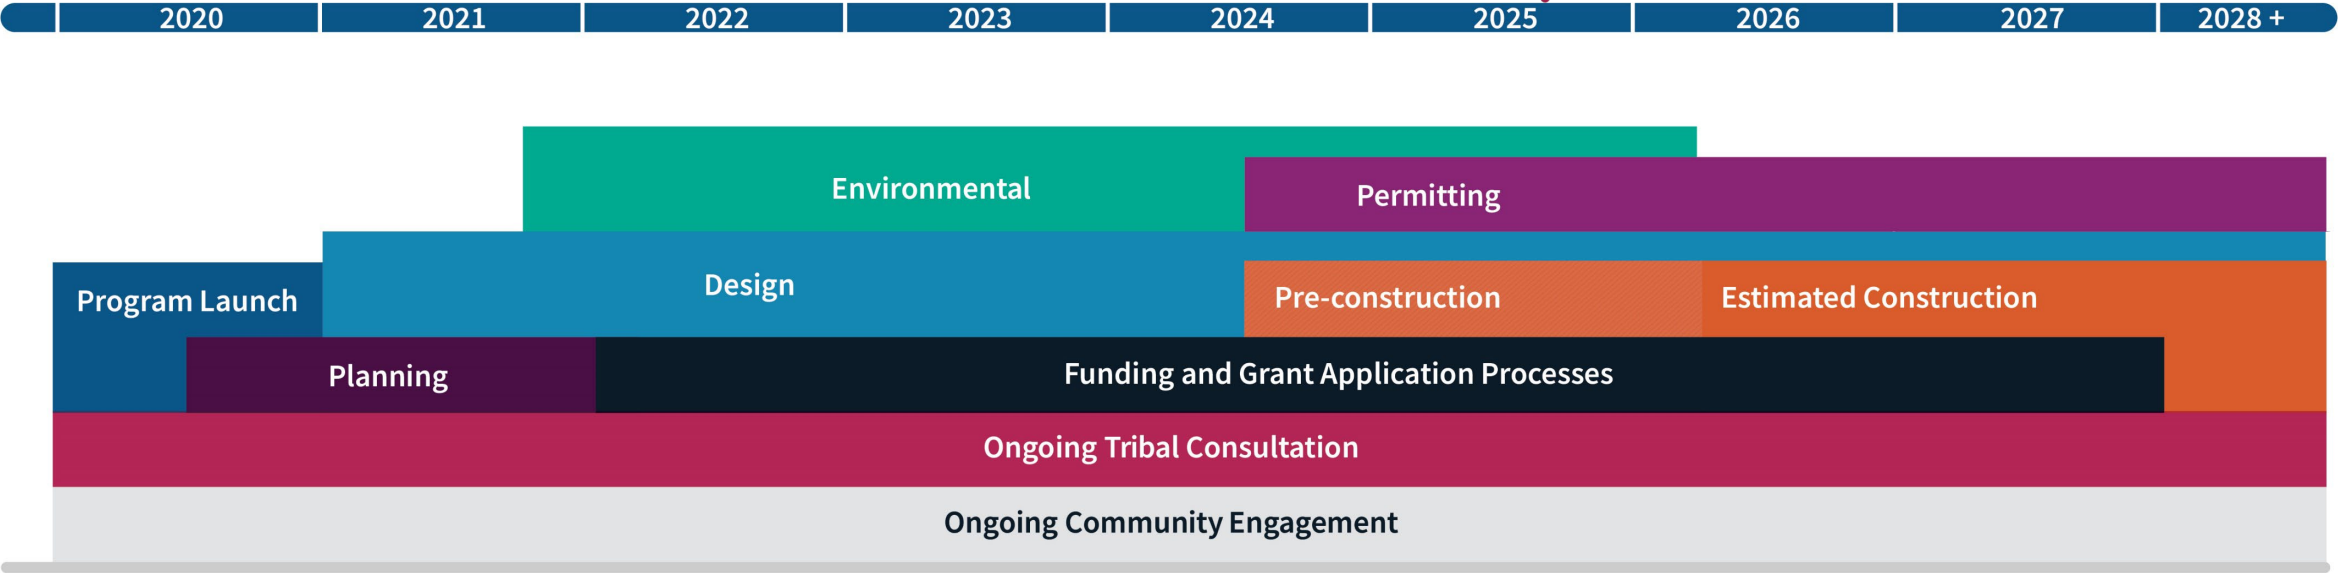 2020 2021 2022 2023 2024 2025 2026 2027 2028 +
Environmental
Permitting
Design
Program Launch
Pre-construction
Estimated Construction
Planning
Funding and Grant Application Processes
Ongoing Tribal Consultation
Ongoing Community Engagement